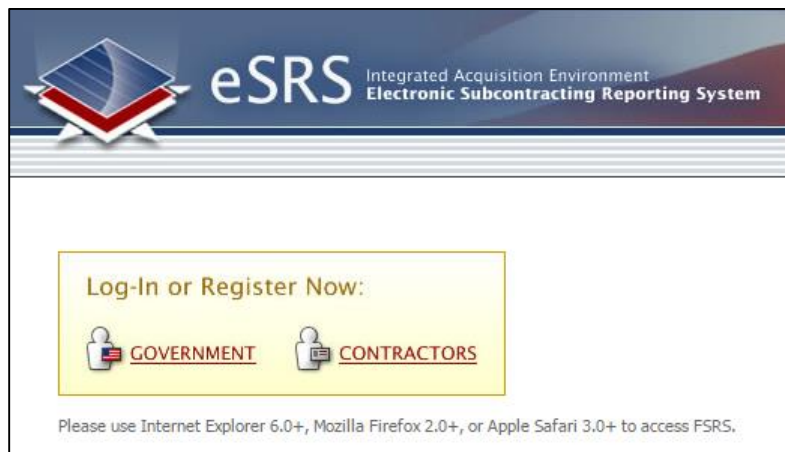 eSRS
Integrated Acquisition Environment
Electronic Subcontracting Reporting System
Log-In or Register Now:
GOVERNMENT
CONTRACTORS
Please use Internet Explorer 6.0+, Mozilla Firefox 2.0+, or Apple Safari 3.0+ to access FSRS.